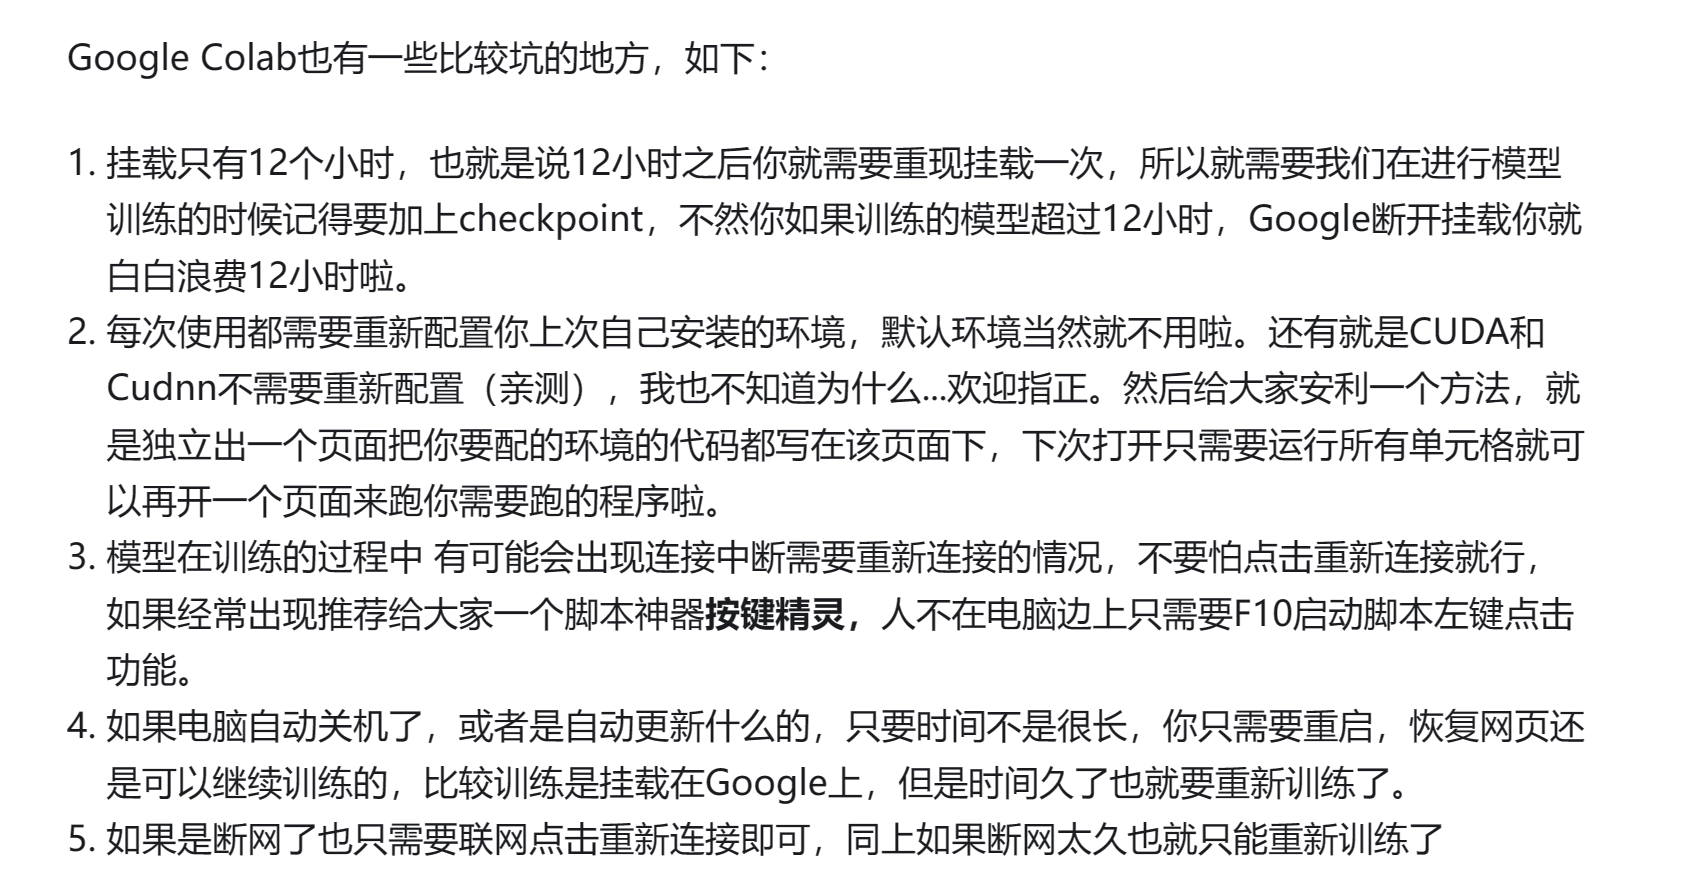 Google Colab也有一些比较坑的地方，如下：
1. 挂载只有12个小时，也就是说12小时之后你就需要重现挂载一次，所以就需要我们在进行模型
训练的时候记得要加上checkpoint，不然你如果训练的模型超过12小时，Google断开挂载你就
白白浪费12小时啦。
2. 每次使用都需要重新配置你上次自己安装的环境，默认环境当然就不用啦。还有就是CUDA和
Cudnn不需要重新配置（亲测），我也不知道为什么...欢迎指正。然后给大家安利一个方法，就
是独立出一个页面把你要配的环境的代码都写在该页面下，下次打开只需要运行所有单元格就可
以再开一个页面来跑你需要跑的程序啦。
3. 模型在训练的过程中 有可能会出现连接中断需要重新连接的情况，不要怕点击重新连接就行，
如果经常出现推荐给大家一个脚本神器按键精灵，人不在电脑边上只需要F10启动脚本左键点击
功能。
4. 如果电脑自动关机了，或者是自动更新什么的，只要时间不是很长，你只需要重启，恢复网页还
是可以继续训练的，比较训练是挂载在Google上，但是时间久了也就要重新训练了。
5. 如果是断网了也只需要联网点击重新连接即可，同上如果断网太久也就只能重新训练了